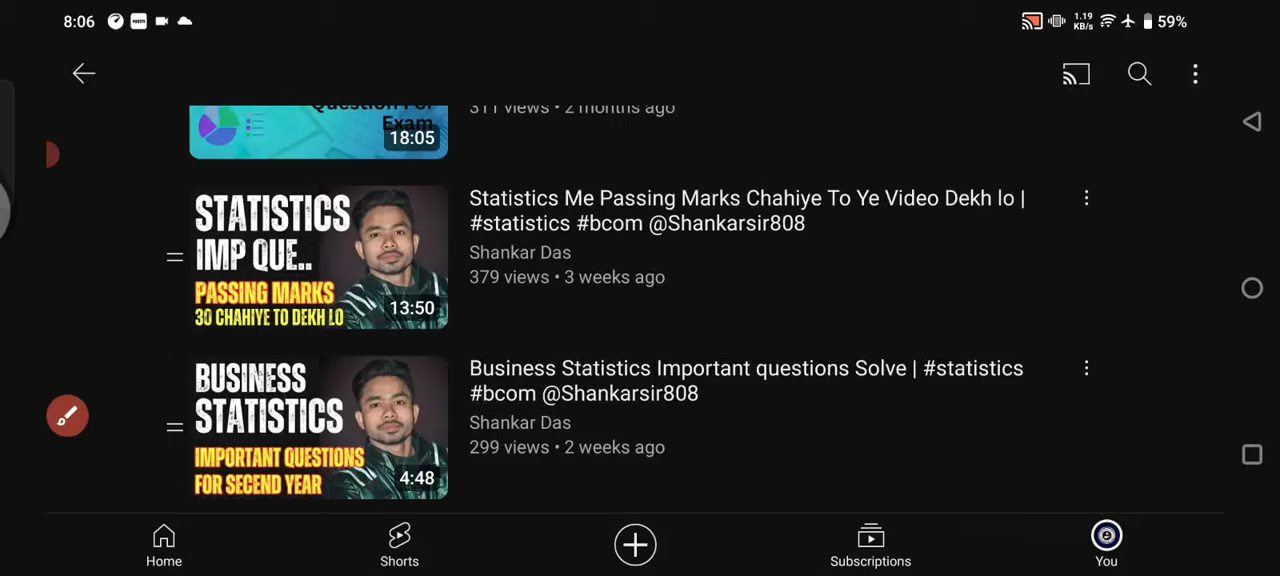 8:06
1.19
KB/s
59%
Question For
Exam
18:05
311 views • 2 months ago
STATISTICS
IMP QUE..
PASSING MARKS
30 CHAHIYE TO DEKH LO
13:50
Statistics Me Passing Marks Chahiye To Ye Video Dekh lo |
#statistics #bcom @Shankarsir808
Shankar Das
379 views • 3 weeks ago
BUSINESS
STATISTICS
IMPORTANT QUESTIONS
FOR SECEND YEAR
4:48
Business Statistics Important questions Solve | #statistics
#bcom @Shankarsir808
Shankar Das
299 views • 2 weeks ago
Home
Shorts
Subscriptions
You